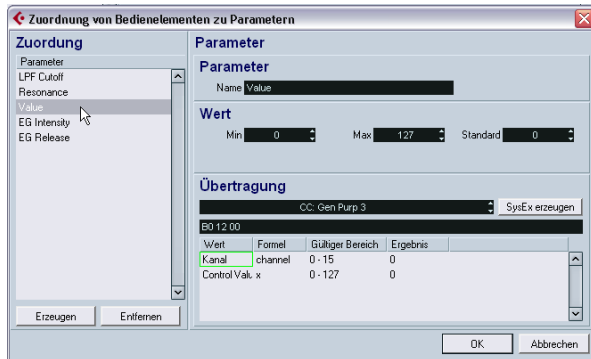 Zuordnung von Bedienelementen zu Parametern
Zuordung
Parameter
LPF Cutoff
Resonance
Value
EG Intensity
EG Release
Erzeugen
Entfernen
Parameter
Parameter
Name Value
Wert
Min 0 Max 127 Standard 0
Übertragung
CC: Gen Purp 3
SysEx erzeugen
B0 12 00
Wert Formel Gültiger Bereich Ergebnis
Kanal channel 0 - 15 0
Control Valu x 0 - 127 0
OK
Abbrechen